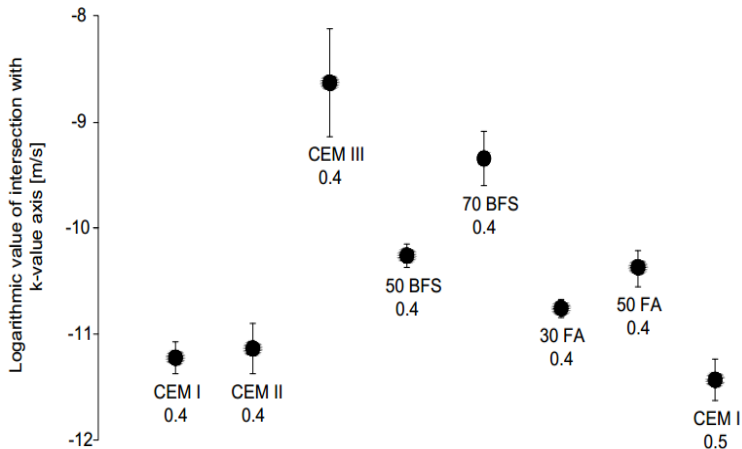 Logarithmic value of intersection with
k-value axis [m/s]
-8
-9
-10
-11
-12
CEM I
0.4
CEM II
0.4
CEM III
0.4
50 BFS
0.4
70 BFS
0.4
30 FA
0.4
50 FA
0.4
CEM I
0.5